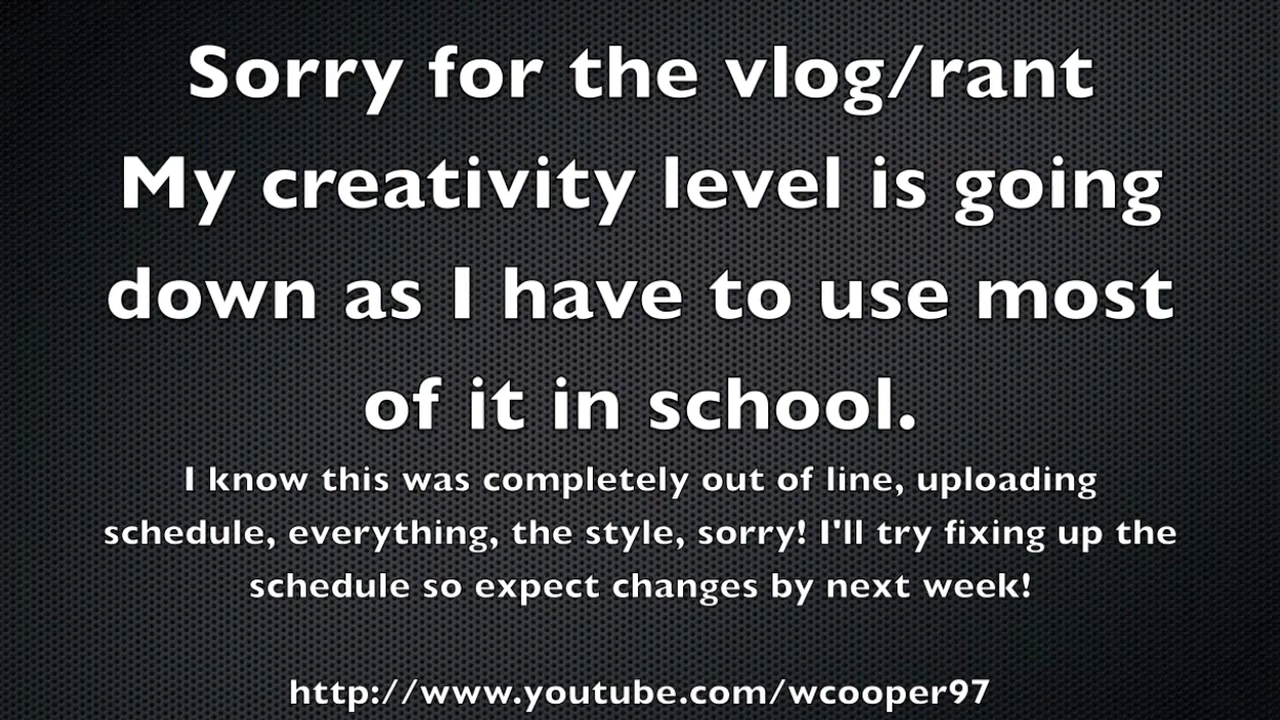 Sorry for the vlog/rant
My creativity level is going
down as I have to use most
of it in school.
I know this was completely out of line, uploading
schedule, everything, the style, sorry! I'll try fixing up the
schedule so expect changes by next week!
http://www.youtube.com/wcooper97